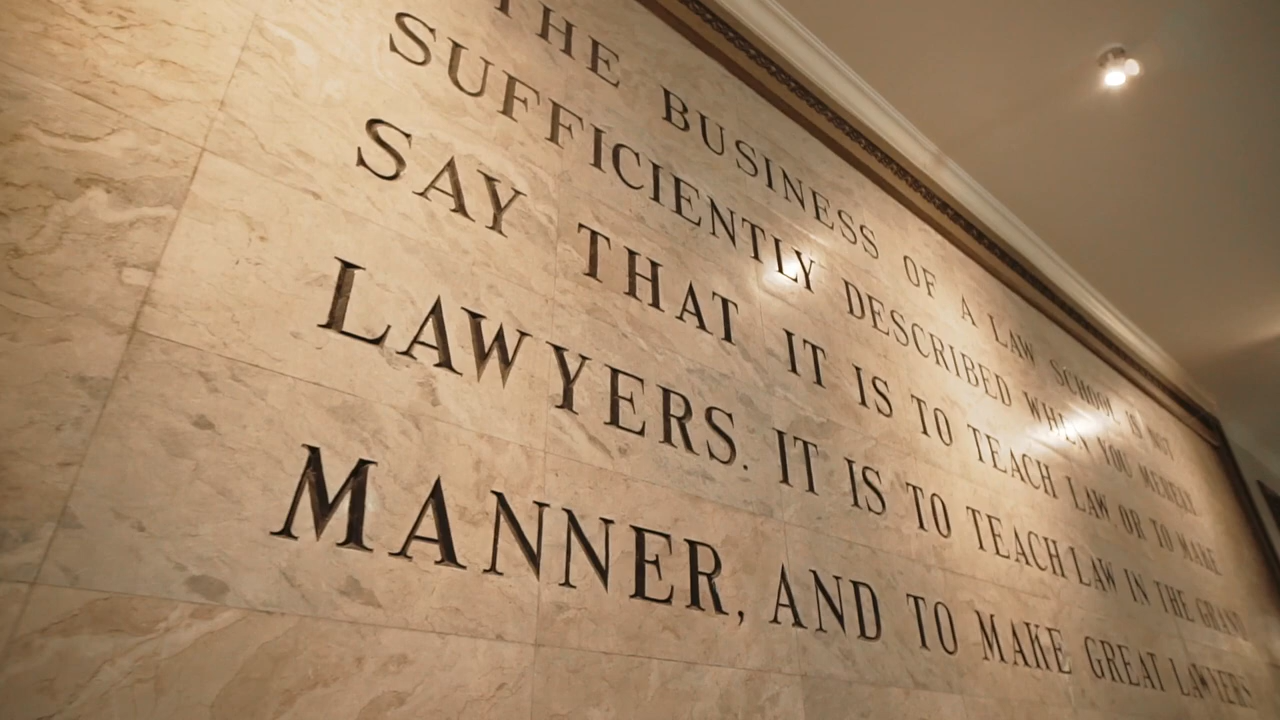 THE BUSINESS OF A LAW SCHOOL IS NOT
SUFFICIENTLY DESCRIBED WHEN YOU MERELY
SAY THAT IT IS TO TEACH LAW OR TO MAKE
LAWYERS. IT IS TO TEACH LAW IN THE GRAND
MANNER, AND TO MAKE GREAT LAWYERS